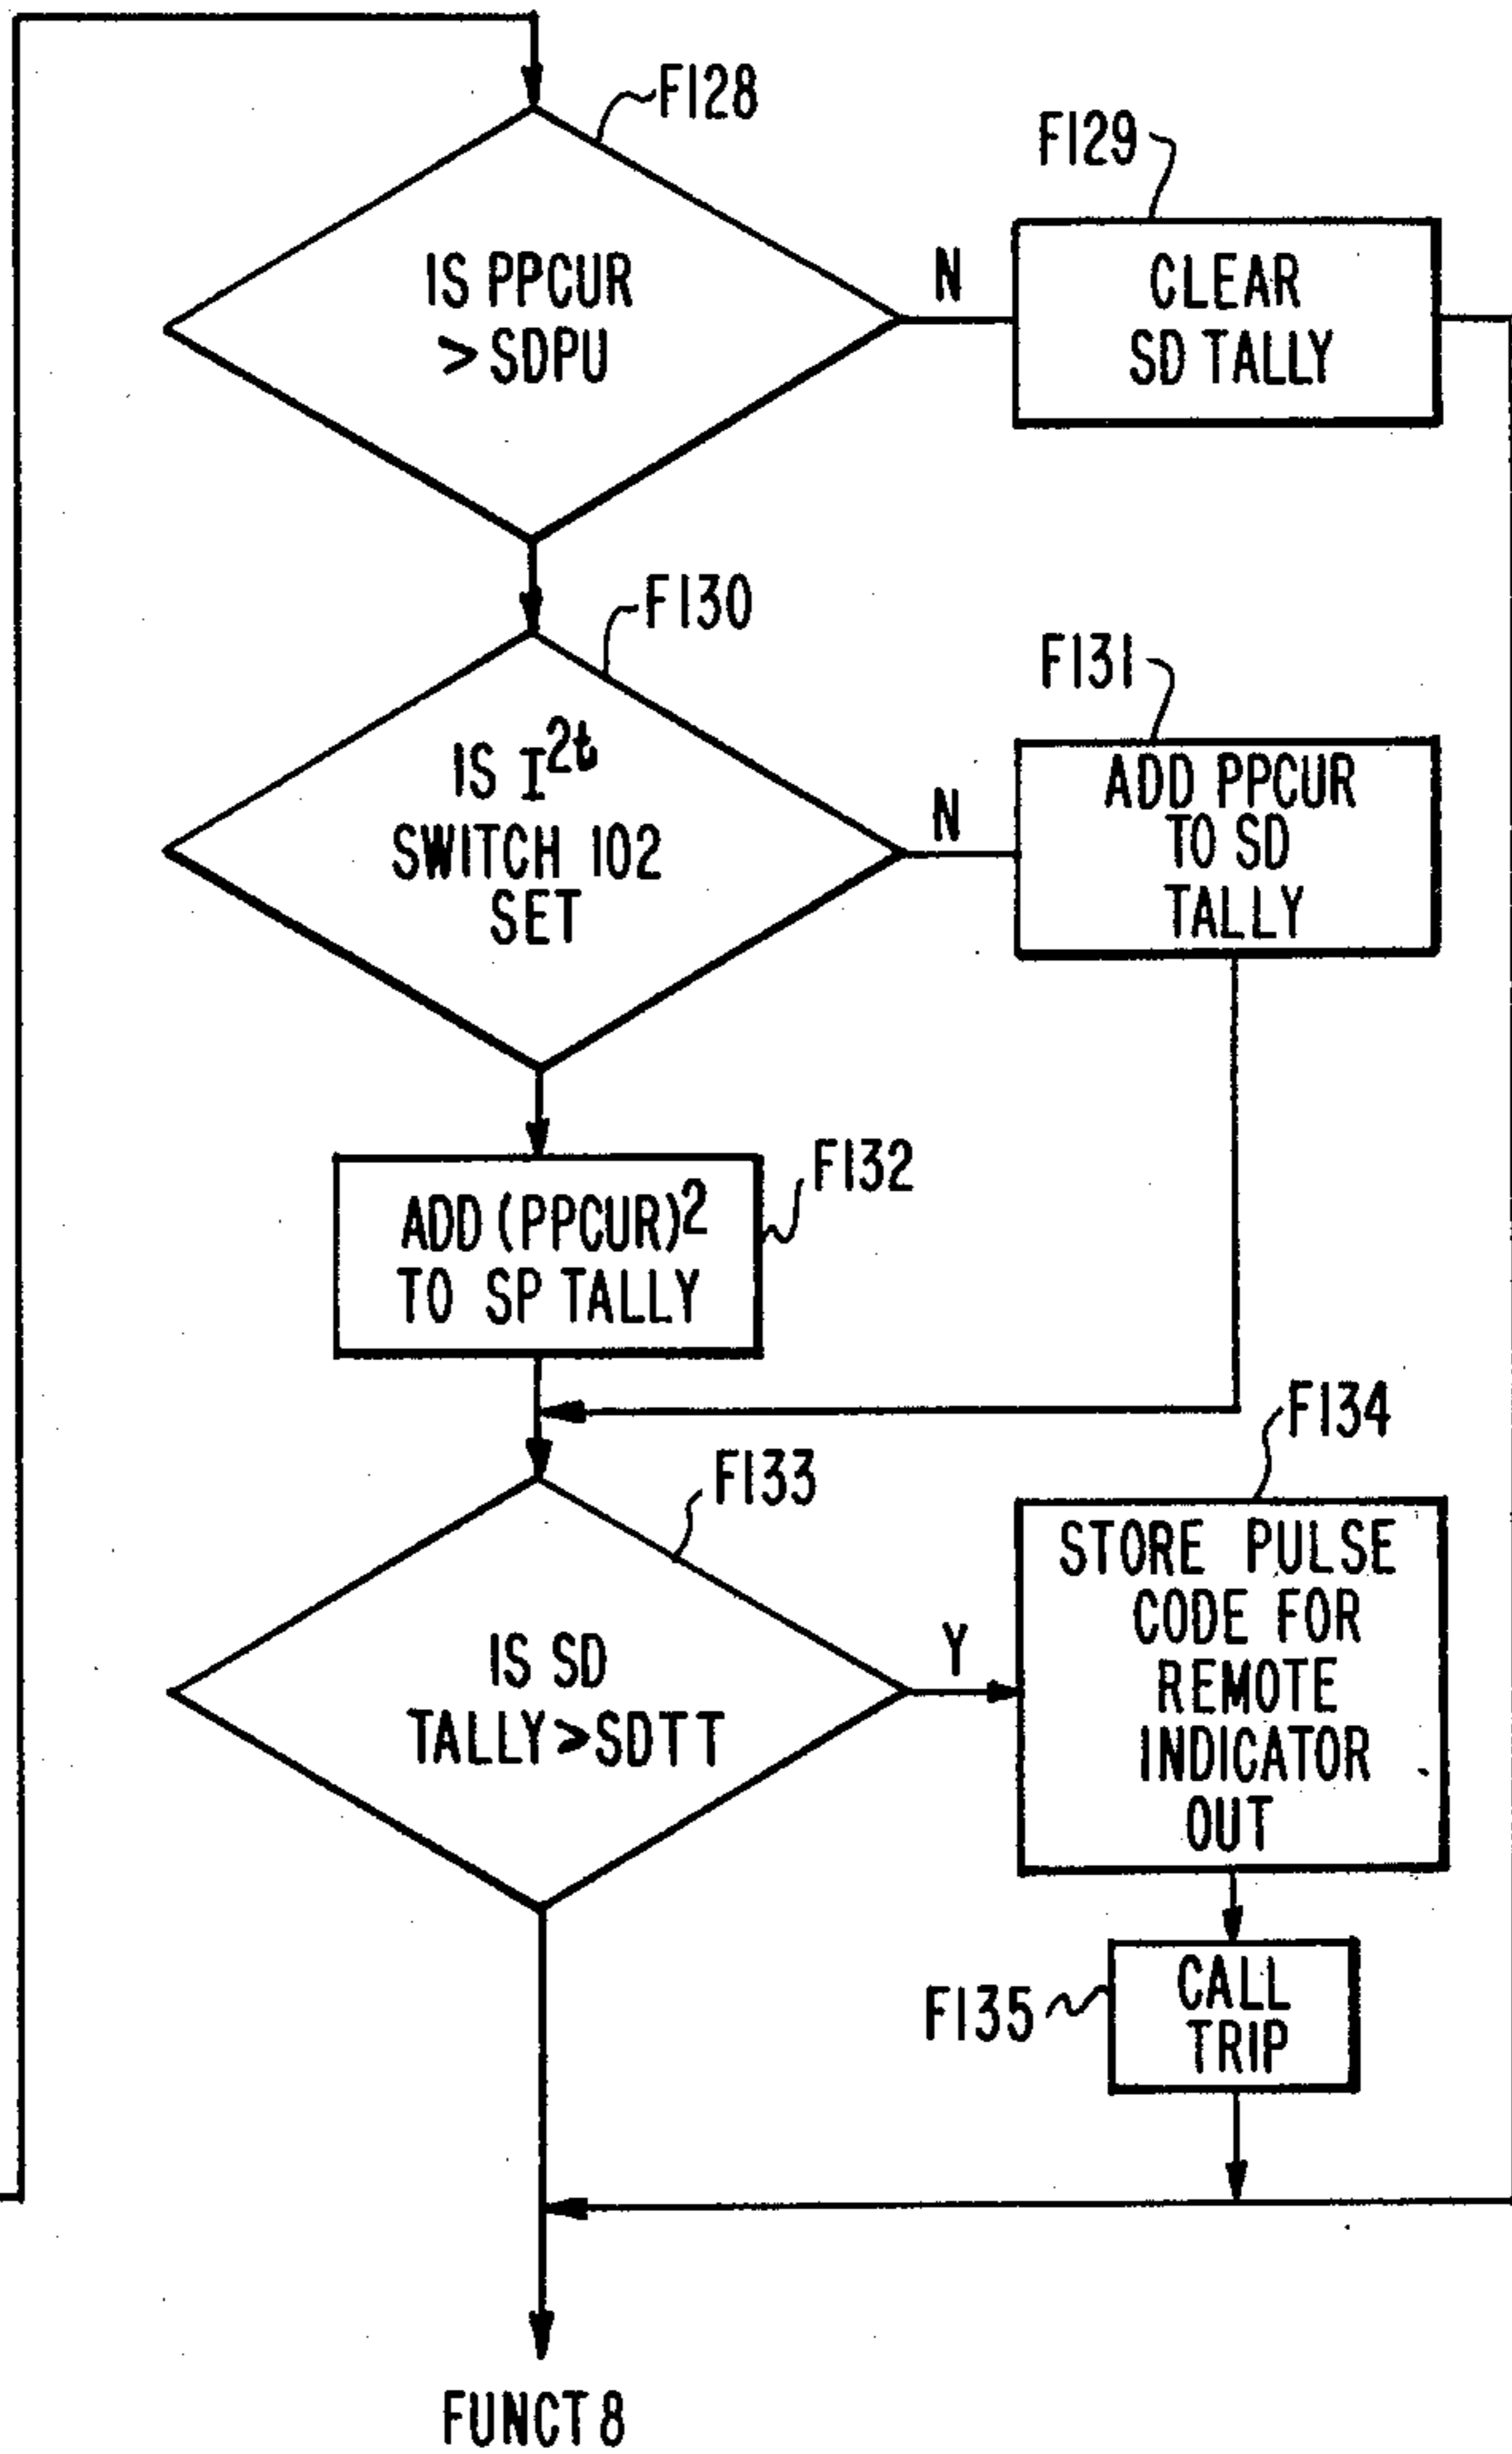 F128
IS PPCUR
> SDPU
N
F129
CLEAR
SD TALLY
F130
IS I²ᵗ
SWITCH 102
SET
N
F131
ADD PPCUR
TO SD
TALLY
F132
ADD (PPCUR)²
TO SP TALLY
F133
IS SD
TALLY>SDTT
Y
F134
STORE PULSE
CODE FOR
REMOTE
INDICATOR
OUT
F135
CALL
TRIP
FUNCT 8